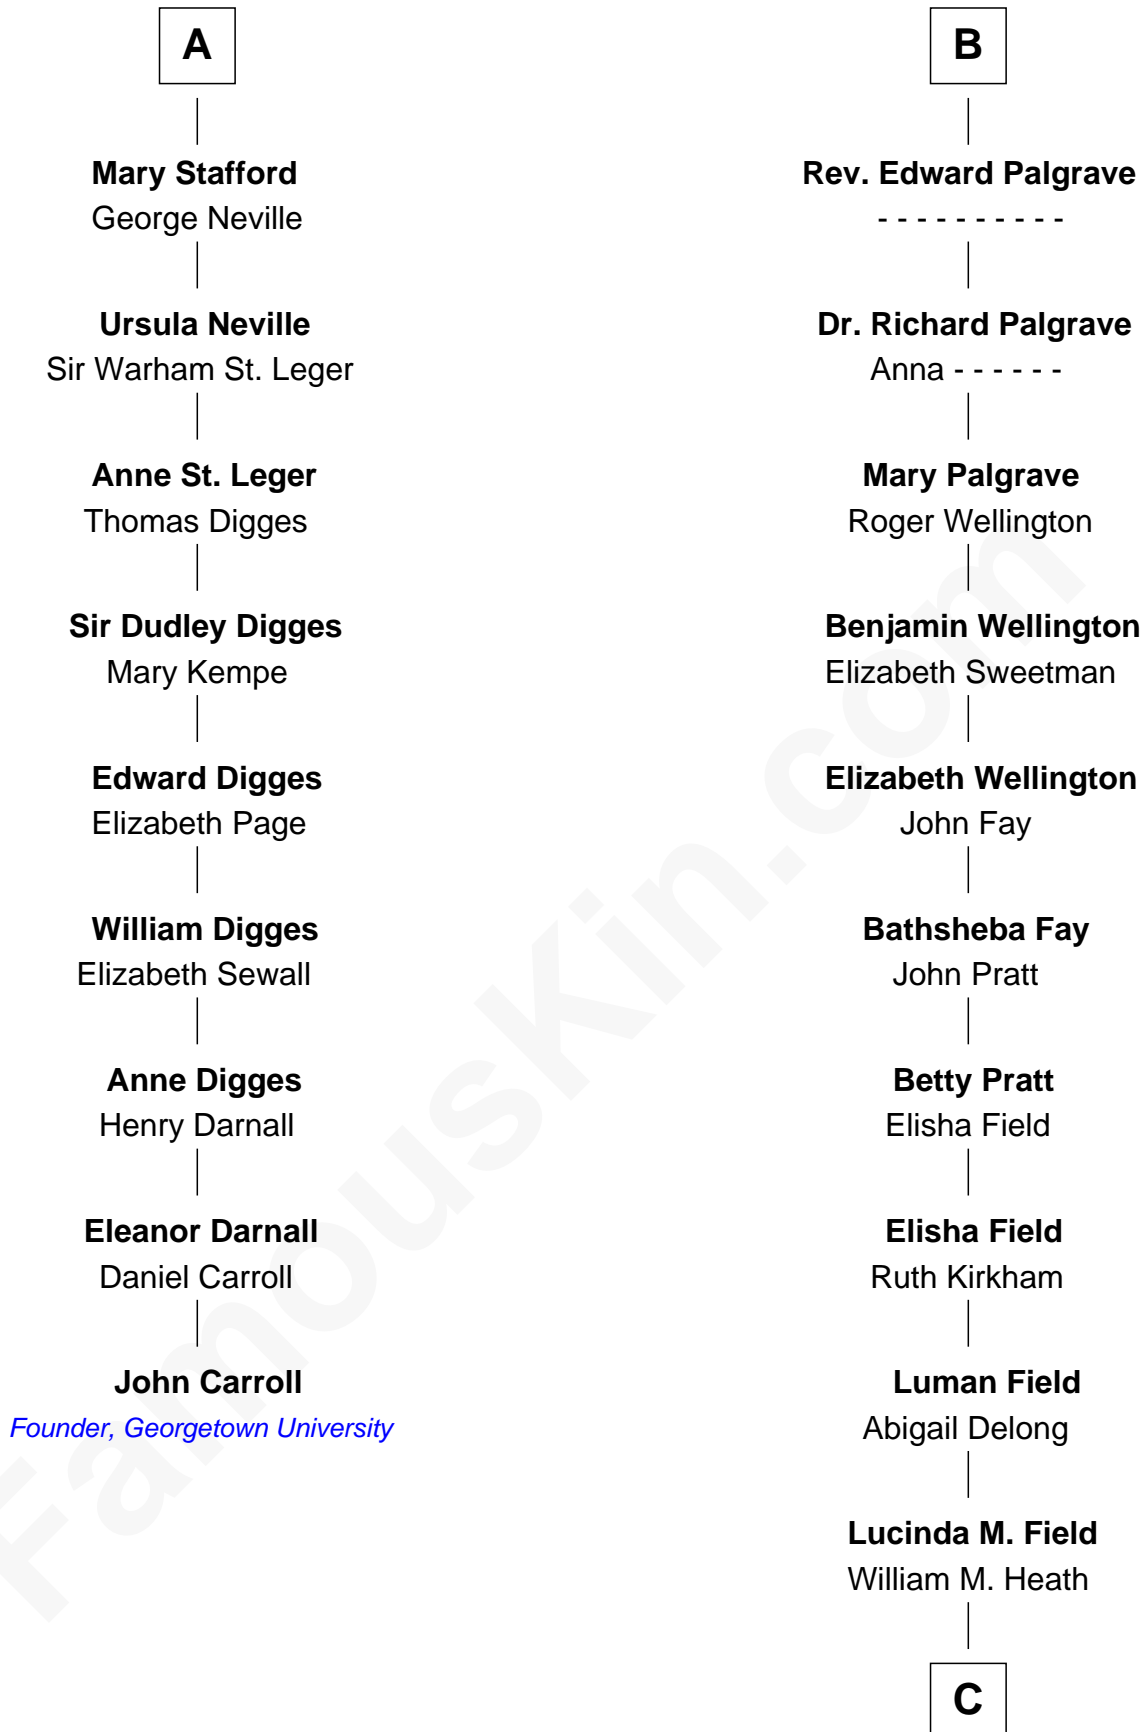 A
Mary Stafford
George Neville
Ursula Neville
Sir Warham St. Leger
Anne St. Leger
Thomas Digges
Sir Dudley Digges
Mary Kempe
Edward Digges
Elizabeth Page
William Digges
Elizabeth Sewall
Anne Digges
Henry Darnall
Eleanor Darnall
Daniel Carroll
John Carroll
Founder, Georgetown University
B
Rev. Edward Palgrave
- - - - - - - - - -
Dr. Richard Palgrave
Anna - - - - - -
Mary Palgrave
Roger Wellington
Benjamin Wellington
Elizabeth Sweetman
Elizabeth Wellington
John Fay
Bathsheba Fay
John Pratt
Betty Pratt
Elisha Field
Elisha Field
Ruth Kirkham
Luman Field
Abigail Delong
Lucinda M. Field
William M. Heath
C
FamousKin.com